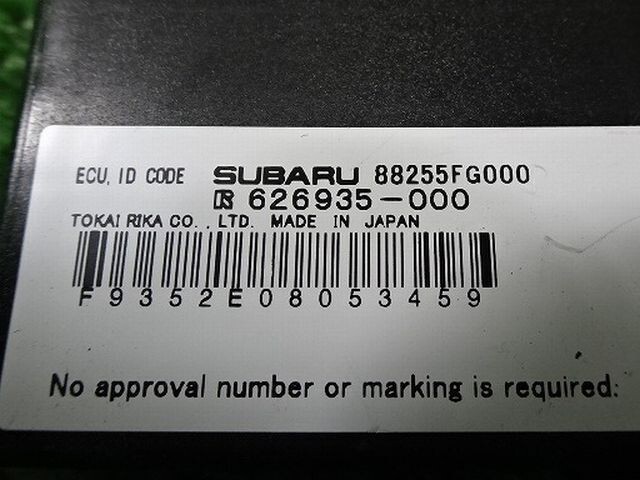 ECU, ID CODE SUBARU 88255FG000
626935-000
TOKAI RIKA CO., LTD. MADE IN JAPAN
F9352E08053459
No approval number or marking is required.